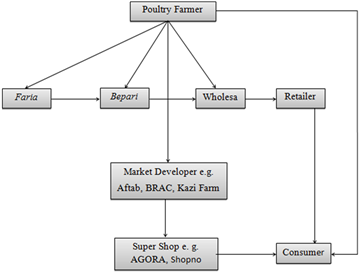 Poultry Farmer
Faria
Bepari
Wholesa
Retailer
Market Developer e.g.
Aftab, BRAC, Kazi Farm
Super Shop e. g.
AGORA, Shopno
Consumer